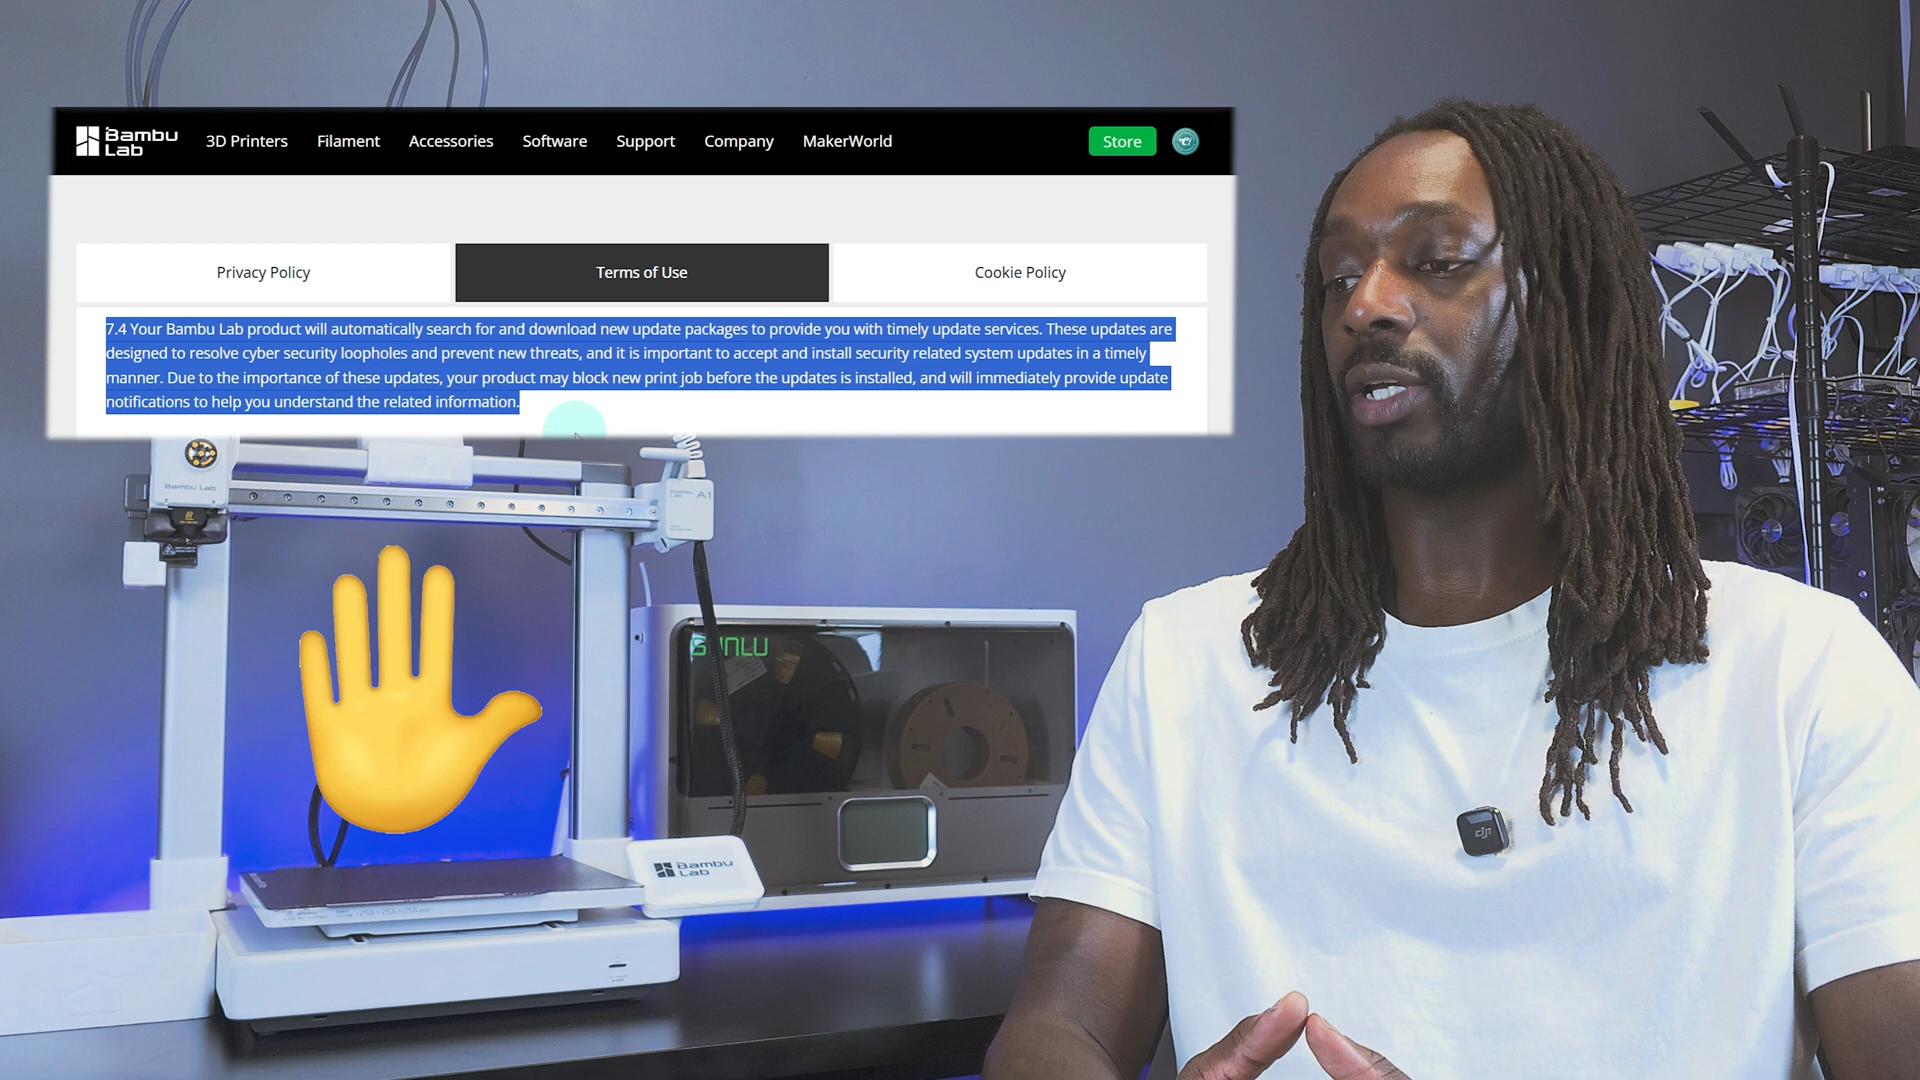 Bambu
Lab
3D Printers
Filament
Accessories
Software
Support
Company
MakerWorld
Store
Privacy Policy
Terms of Use
Cookie Policy
7.4 Your Bambu Lab product will automatically search for and download new update packages to provide you with timely update services. These updates are
designed to resolve cyber security loopholes and prevent new threats, and it is important to accept and install security related system updates in a timely
manner. Due to the importance of these updates, your product may block new print job before the updates is installed, and will immediately provide update
notifications to help you understand the related information.
Bambu Lab
A1
SUNLU
Bambu
Lab
dji